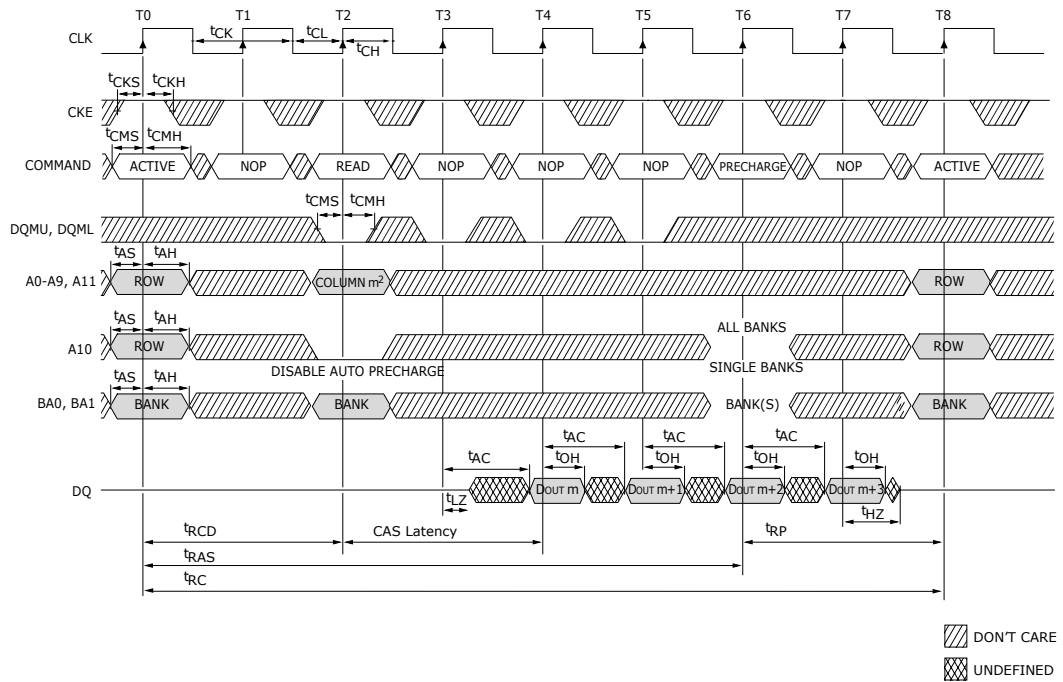 T0 T1 T2 T3 T4 T5 T6 T7 T8
CLK
tCK tCL tCH
tCKS tCKH
CKE
tCMS tCMH
COMMAND ACTIVE NOP READ NOP NOP NOP PRECHARGE NOP ACTIVE
tCMS tCMH
DQMU, DQML
tAS tAH
A0-A9, A11 ROW COLUMN m2 ROW
tAS tAH ALL BANKS
A10 ROW ROW
DISABLE AUTO PRECHARGE SINGLE BANKS
tAS tAH
BA0, BA1 BANK BANK BANK(S) BANK
tAC tAC tAC
tAC tOH tOH tOH tOH
DQ DOUT m DOUT m+1 DOUT m+2 DOUT m+3
tLZ tHZ
tRCD CAS Latency tRP
tRAS
tRC
DON'T CARE
UNDEFINED